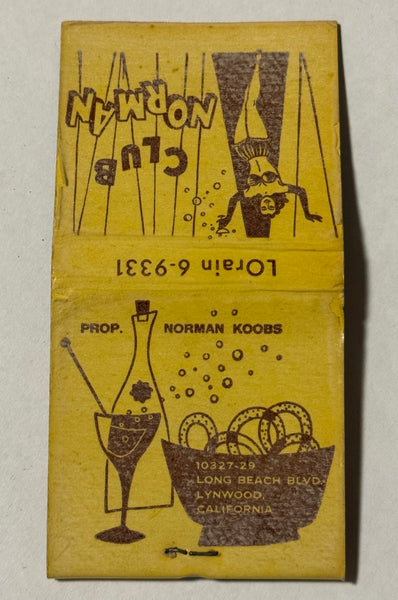 CLUB
NORMAN
LOrain 6-9331
PROP. NORMAN KOOBS
10327-29
LONG BEACH BLVD.
LYNWOOD,
CALIFORNIA